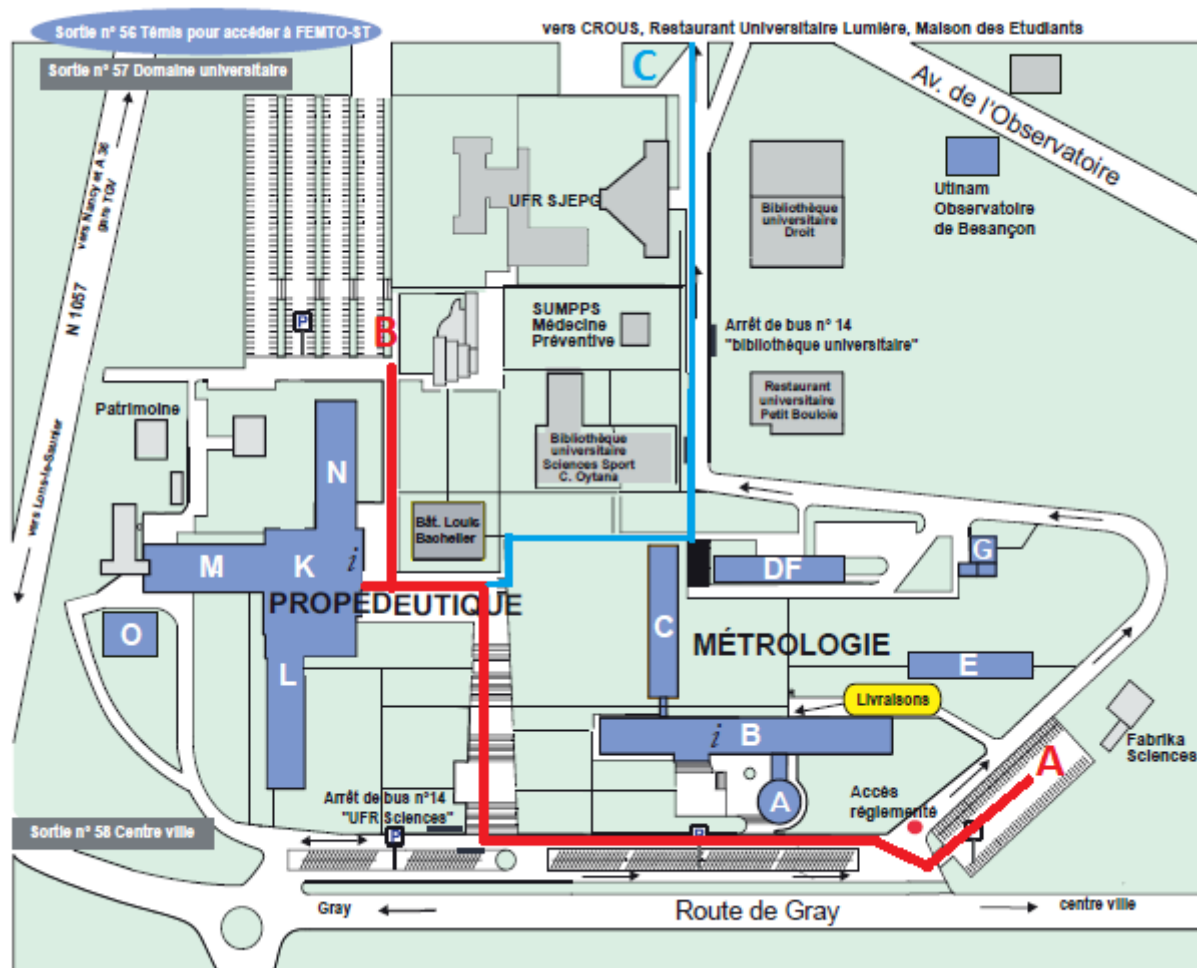 Sortie n° 56 Témis pour accéder à FEMTO-ST
vers CROUS, Restaurant Universitaire Lumière, Maison des Etudiants
Sortie n° 57 Domaine universitaire
C
Av. de l'Observatoire
vers Nancy et A 36
gare TGV
N 1057
vers Lons-le-Saunier
UFR SJEPG
Bibliothèque
universitaire
Droit
Utinam
Observatoire
de Besançon
P
B
SUMPPS
Médecine
Préventive
Arrêt de bus n° 14
"bibliothèque universitaire"
Patrimoine
Restaurant
universitaire
Petit Bouloie
Bibliothèque
universitaire
Sciences Sport
C. Oytana
N
Bât. Louis
Bachelier
M
K
i
DF
G
PROPEDEUTIQUE
O
C
MÉTROLOGIE
L
E
Livraisons
i
B
Fabrika
Sciences
A
A
Accès
réglementé
Arrêt de bus n°14
"UFR Sciences"
Sortie n° 58 Centre ville
P
P
P
Gray
Route de Gray
centre ville